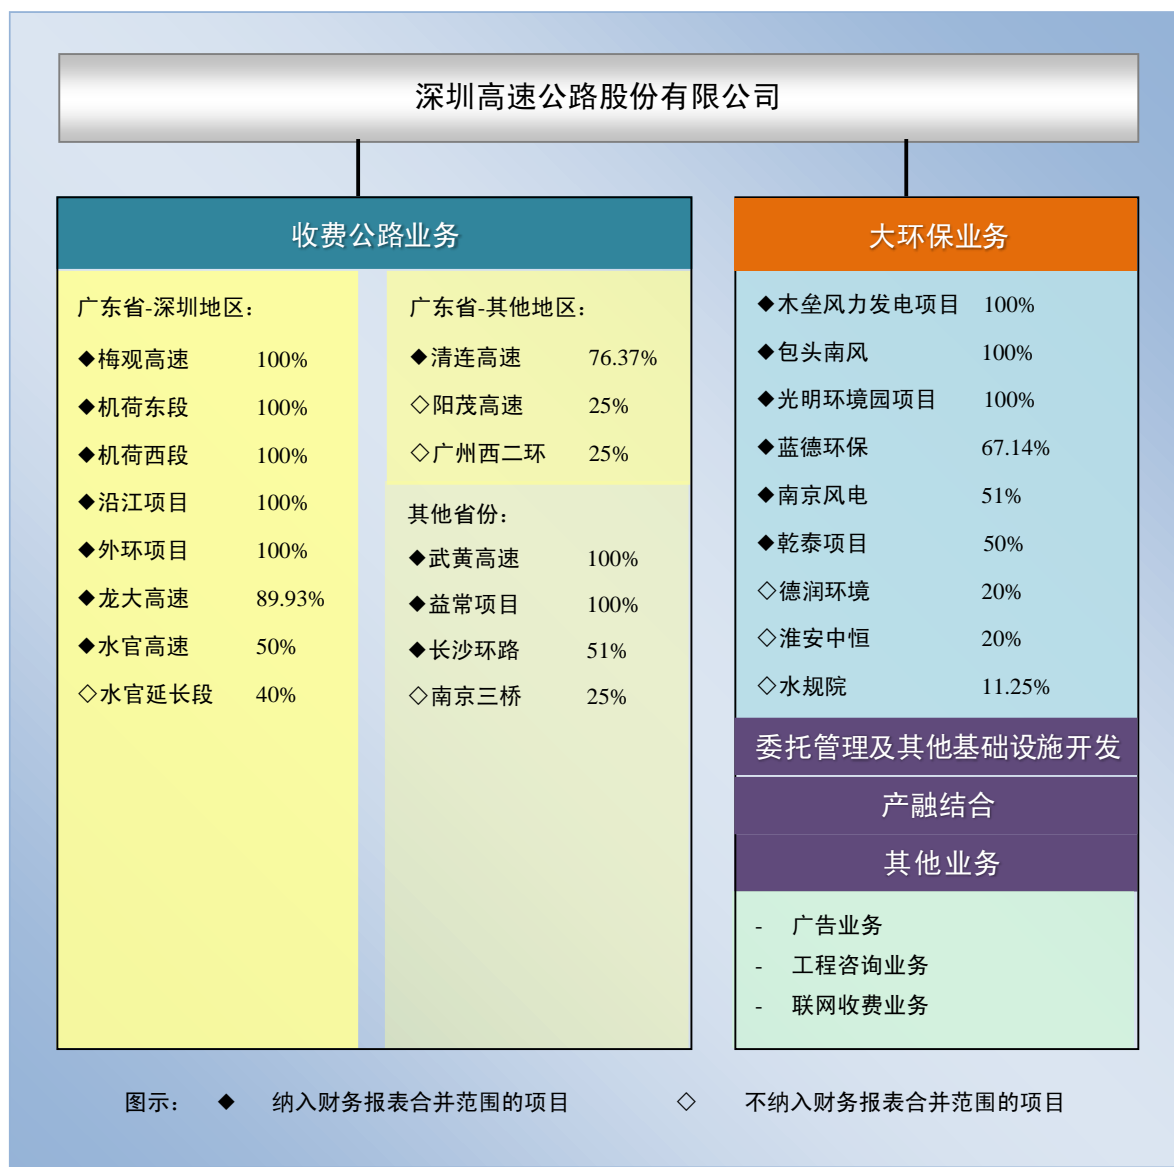 深圳高速公路股份有限公司
收费公路业务
广东省-深圳地区：
◆梅观高速 100%
◆机荷东段 100%
◆机荷西段 100%
◆沿江项目 100%
◆外环项目 100%
◆龙大高速 89.93%
◆水官高速 50%
◇水官延长段 40%
广东省-其他地区：
◆清连高速 76.37%
◇阳茂高速 25%
◇广州西二环 25%
其他省份：
◆武黄高速 100%
◆益常项目 100%
◆长沙环路 51%
◇南京三桥 25%
大环保业务
◆木垒风力发电项目 100%
◆包头南风 100%
◆光明环境园项目 100%
◆蓝德环保 67.14%
◆南京风电 51%
◆乾泰项目 50%
◇德润环境 20%
◇淮安中恒 20%
◇水规院 11.25%
委托管理及其他基础设施开发
产融结合
其他业务
- 广告业务
- 工程咨询业务
- 联网收费业务
图示： ◆ 纳入财务报表合并范围的项目 ◇ 不纳入财务报表合并范围的项目